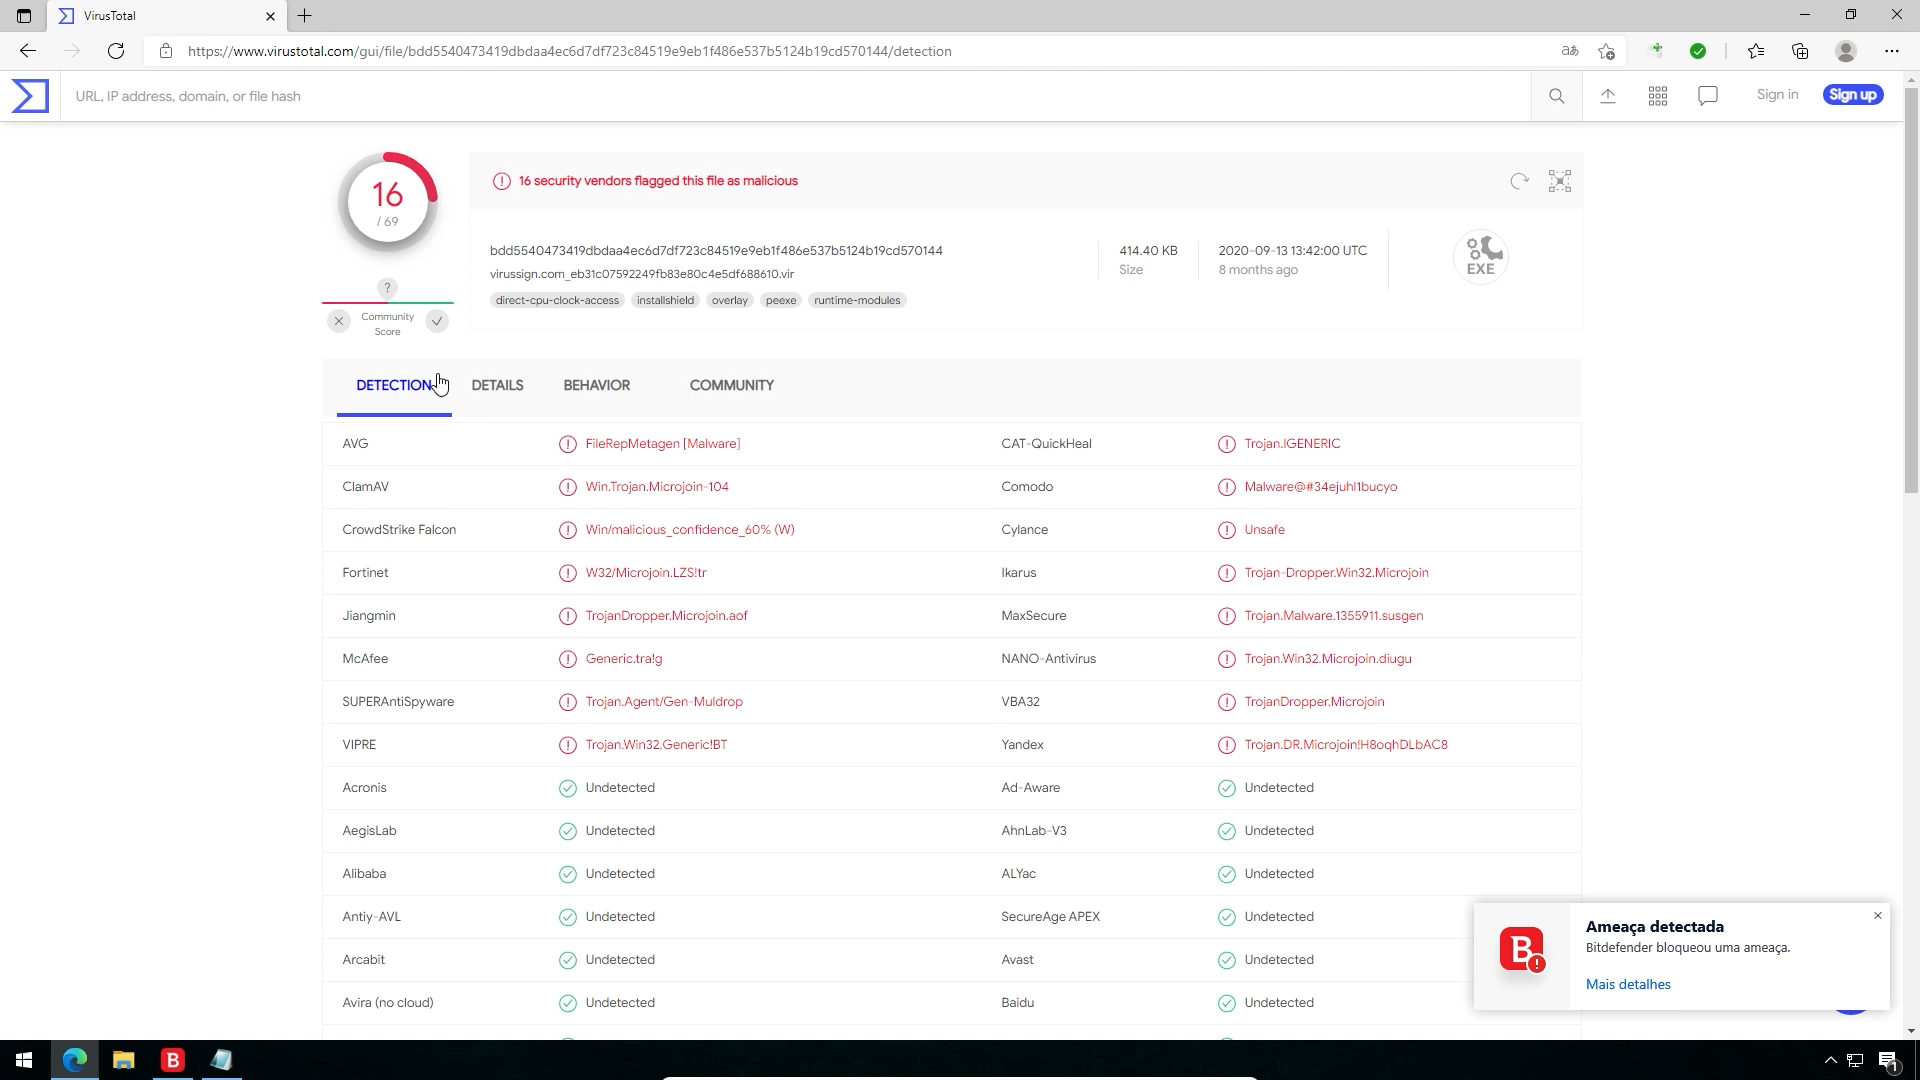 VirusTotal
https://www.virustotal.com/gui/file/bdd5540473419dbdaa4ec6d7df723c84519e9eb1f486e537b5124b19cd570144/detection
aあ
URL, IP address, domain, or file hash
Sign in
Sign up
16
/ 69
16 security vendors flagged this file as malicious
bdd5540473419dbdaa4ec6d7df723c84519e9eb1f486e537b5124b19cd570144
virussign.com_eb31c07592249fb83e80c4e5df688610.vir
direct-cpu-clock-access
installshield
overlay
peexe
runtime-modules
414.40 KB
Size
2020-09-13 13:42:00 UTC
8 months ago
EXE
?
Community
Score
DETECTION
DETAILS
BEHAVIOR
COMMUNITY
AVG FileRepMetagen [Malware] CAT-QuickHeal Trojan.IGENERIC
ClamAV Win.Trojan.Microjoin-104 Comodo Malware@#34ejuhl1bucyo
CrowdStrike Falcon Win/malicious_confidence_60% (W) Cylance Unsafe
Fortinet W32/Microjoin.LZS!tr Ikarus Trojan-Dropper.Win32.Microjoin
Jiangmin TrojanDropper.Microjoin.aof MaxSecure Trojan.Malware.1355911.susgen
McAfee Generic.tra!g NANO-Antivirus Trojan.Win32.Microjoin.diugu
SUPERAntiSpyware Trojan.Agent/Gen-Muldrop VBA32 TrojanDropper.Microjoin
VIPRE Trojan.Win32.Generic!BT Yandex Trojan.DR.Microjoin!H8oqhDLbAC8
Acronis Undetected Ad-Aware Undetected
AegisLab Undetected AhnLab-V3 Undetected
Alibaba Undetected ALYac Undetected
Antiy-AVL Undetected SecureAge APEX Undetected
Arcabit Undetected Avast Undetected
Avira (no cloud) Undetected Baidu Undetected
B
Ameaça detectada
Bitdefender bloqueou uma ameaça.
Mais detalhes
B
1